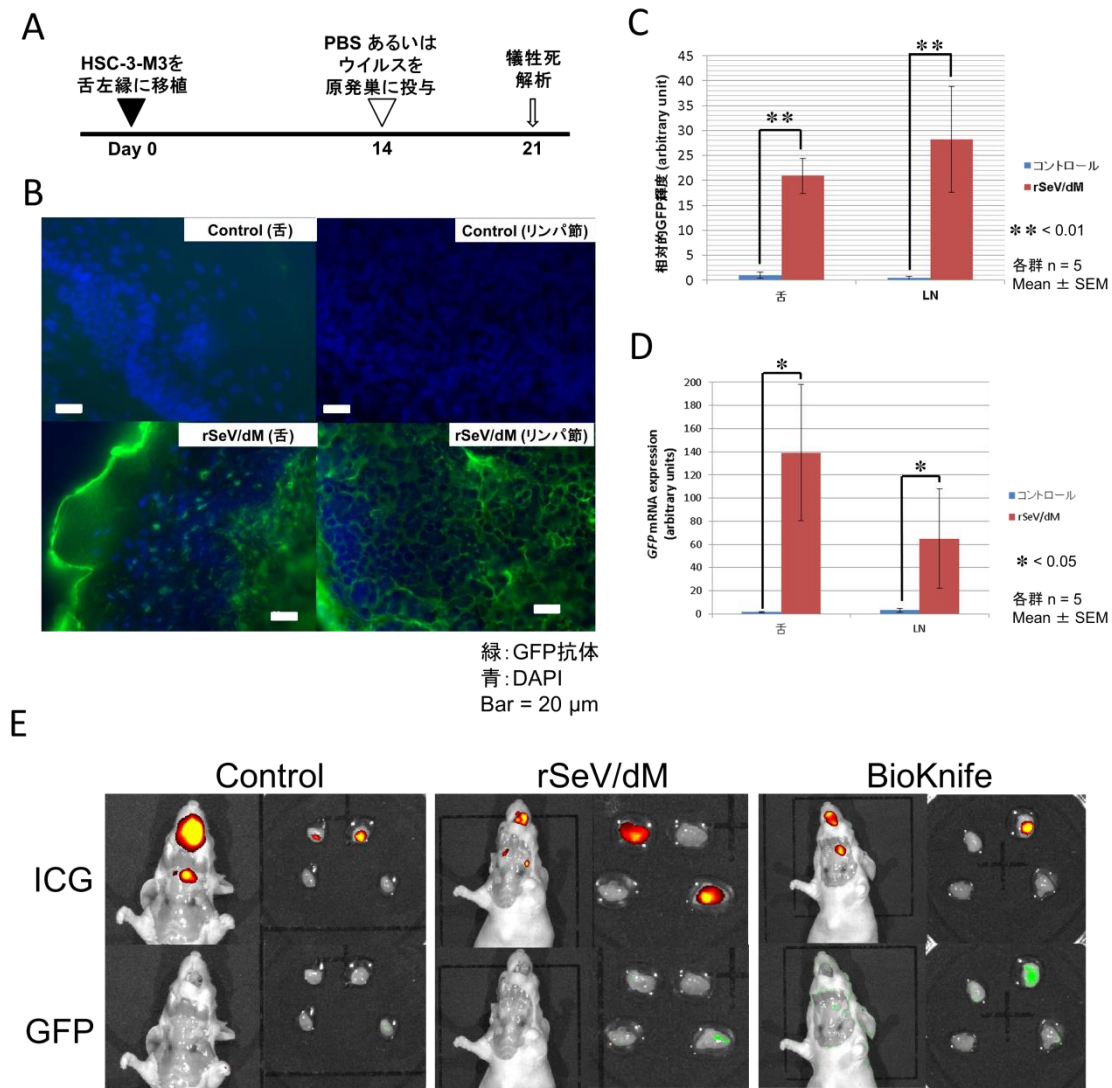 A
HSC-3-M3を
舌左縁に移植
PBS あるいは
ウイルスを
原発巣に投与
犠牲死
解析
Day 0
14
21
B
Control (舌)
Control (リンパ節)
rSeV/dM (舌)
rSeV/dM (リンパ節)
緑：GFP抗体
青：DAPI
Bar = 20 μm
C
相対的GFP輝度 (arbitrary unit)
45
40
35
30
25
20
15
10
5
0
**
**
舌
LN
コントロール
rSeV/dM
** < 0.01
各群 n = 5
Mean ± SEM
D
GFP mRNA expression
(arbitrary units)
200
180
160
140
120
100
80
60
40
20
0
*
*
舌
LN
コントロール
rSeV/dM
* < 0.05
各群 n = 5
Mean ± SEM
E
Control
rSeV/dM
BioKnife
ICG
GFP